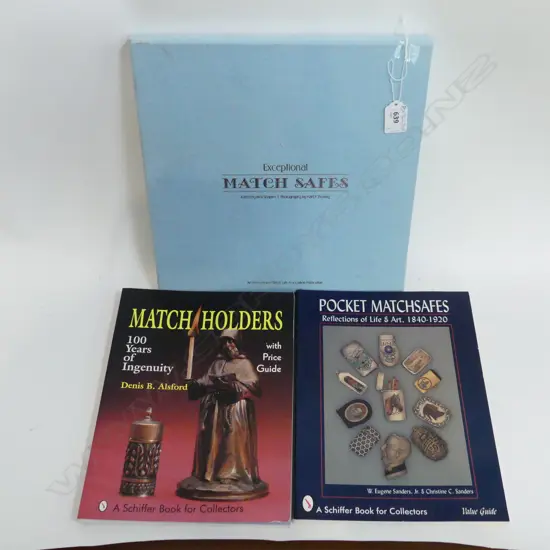 639
Exceptional
MATCH SAFES
MATCH HOLDERS
100
Years
of
Ingenuity
with
Price
Guide
Denis B. Alsford
A Schiffer Book for Collectors
POCKET MATCHSAFES
Reflections of Life & Art, 1840-1920
W. Eugene Sanders, Jr. & Christine C. Sanders
A Schiffer Book for Collectors
Value Guide